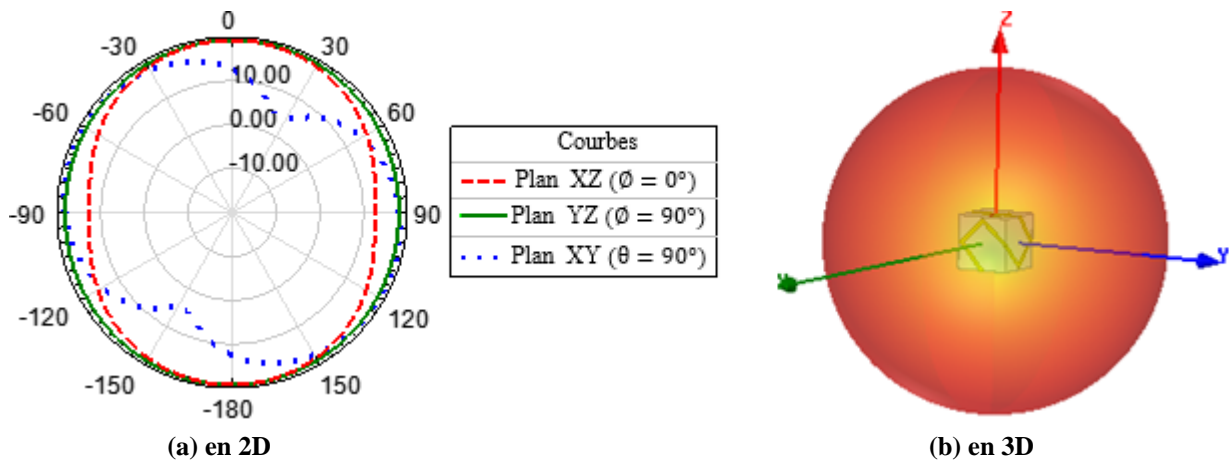 0
-30
30
10.00
-60
60
0.00
-10.00
-90
90
-120
120
-150
150
-180
Courbes
Plan XZ (Ø = 0°)
Plan YZ (Ø = 90°)
Plan XY (θ = 90°)
Z
Y
(a) en 2D
(b) en 3D